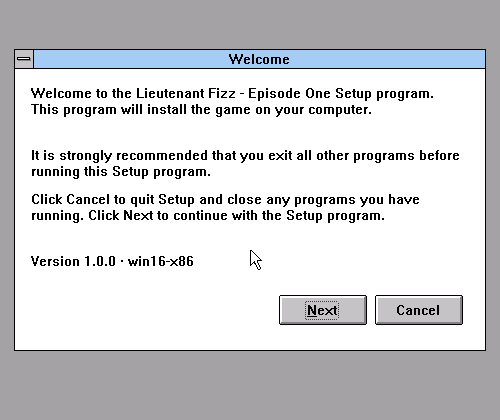 Welcome
Welcome to the Lieutenant Fizz - Episode One Setup program.
This program will install the game on your computer.
It is strongly recommended that you exit all other programs before
running this Setup program.
Click Cancel to quit Setup and close any programs you have
running. Click Next to continue with the Setup program.
Version 1.0.0 · win16-x86
Next
Cancel